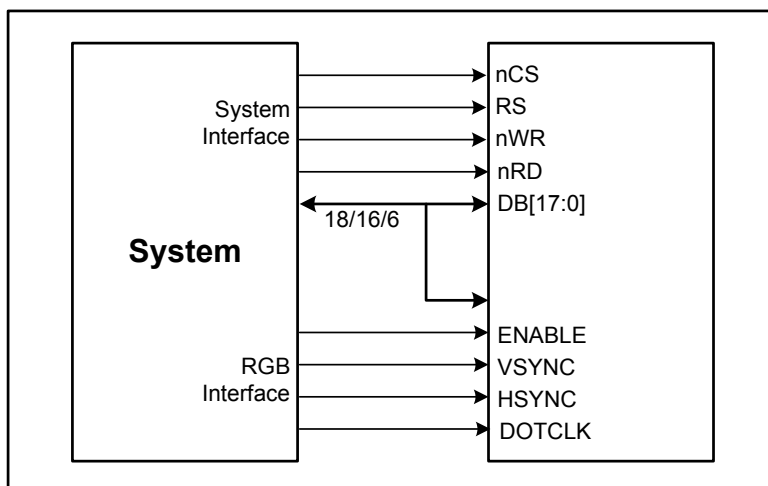 nCS
System
Interface
RS
nWR
nRD
DB[17:0]
18/16/6
System
ENABLE
RGB
Interface
VSYNC
HSYNC
DOTCLK